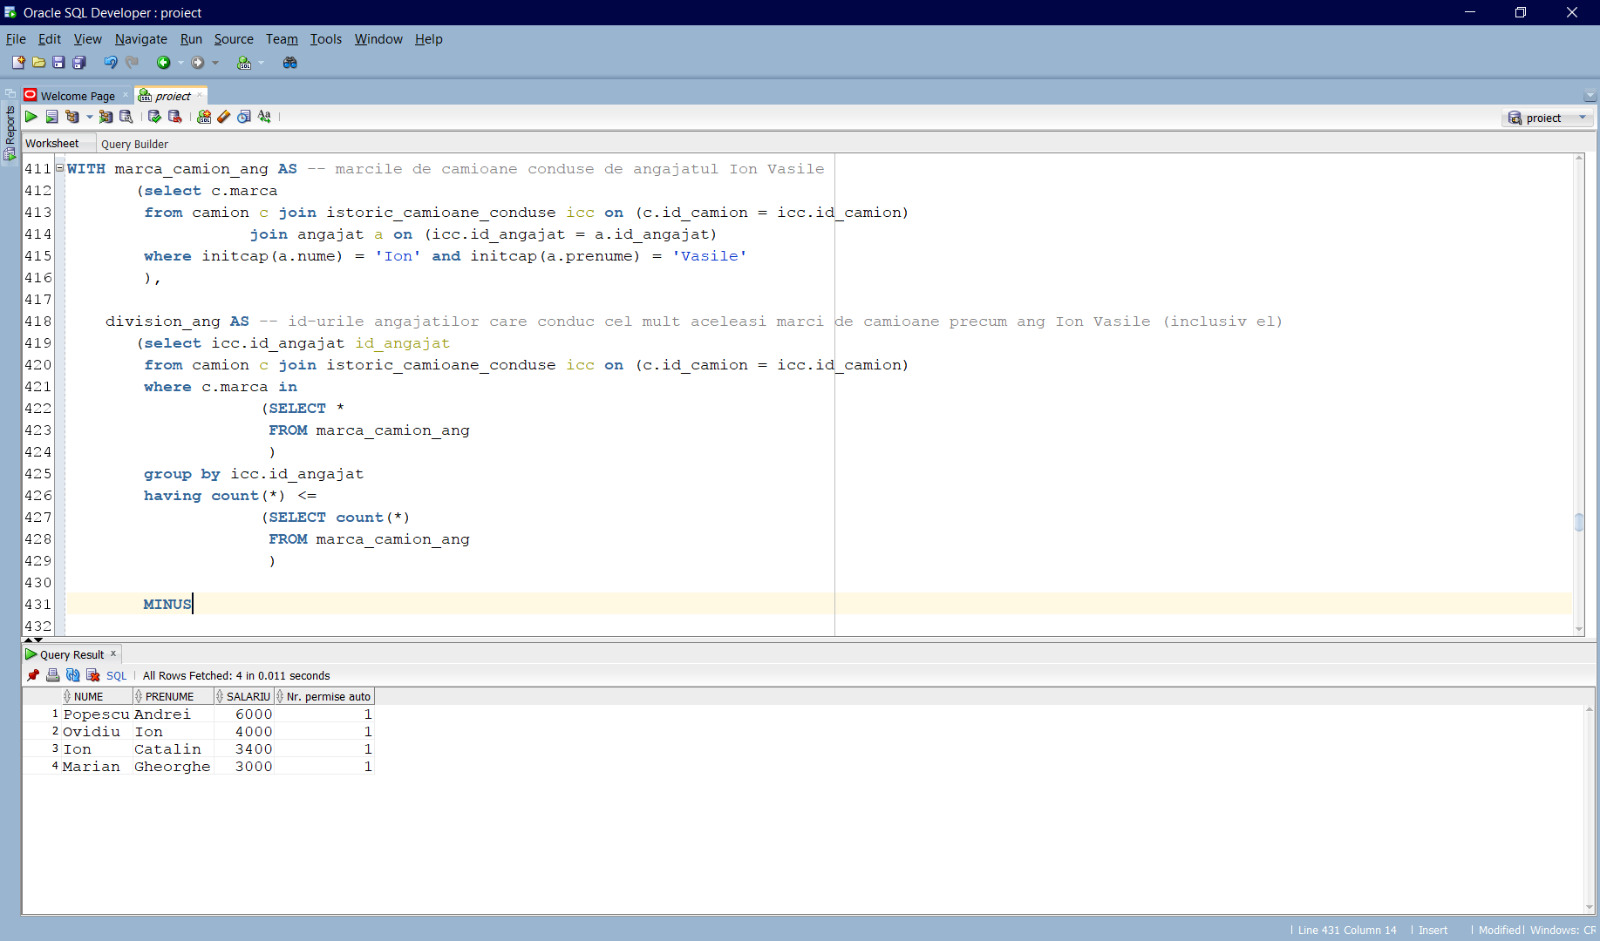 Oracle SQL Developer : proiect
File Edit View Navigate Run Source Team Tools Window Help
Welcome Page
proiect
Reports
proiect
Worksheet Query Builder
411 WITH marca_camion_ang AS -- marcile de camioane conduse de angajatul Ion Vasile
412 (select c.marca
413 from camion c join istoric_camioane_conduse icc on (c.id_camion = icc.id_camion)
414 join angajat a on (icc.id_angajat = a.id_angajat)
415 where initcap(a.nume) = 'Ion' and initcap(a.prenume) = 'Vasile'
416 ),
417
418 division_ang AS -- id-urile angajatilor care conduc cel mult aceleasi marci de camioane precum ang Ion Vasile (inclusiv el)
419 (select icc.id_angajat id_angajat
420 from camion c join istoric_camioane_conduse icc on (c.id_camion = icc.id_camion)
421 where c.marca in
422 (SELECT *
423 FROM marca_camion_ang
424 )
425 group by icc.id_angajat
426 having count(*) <=
427 (SELECT count(*)
428 FROM marca_camion_ang
429 )
430
431 MINUS
432
Query Result
SQL | All Rows Fetched: 4 in 0.011 seconds
NUME PRENUME SALARIU Nr. permise auto
1 Popescu Andrei 6000 1
2 Ovidiu Ion 4000 1
3 Ion Catalin 3400 1
4 Marian Gheorghe 3000 1
Line 431 Column 14 | Insert | Modified | Windows: CR